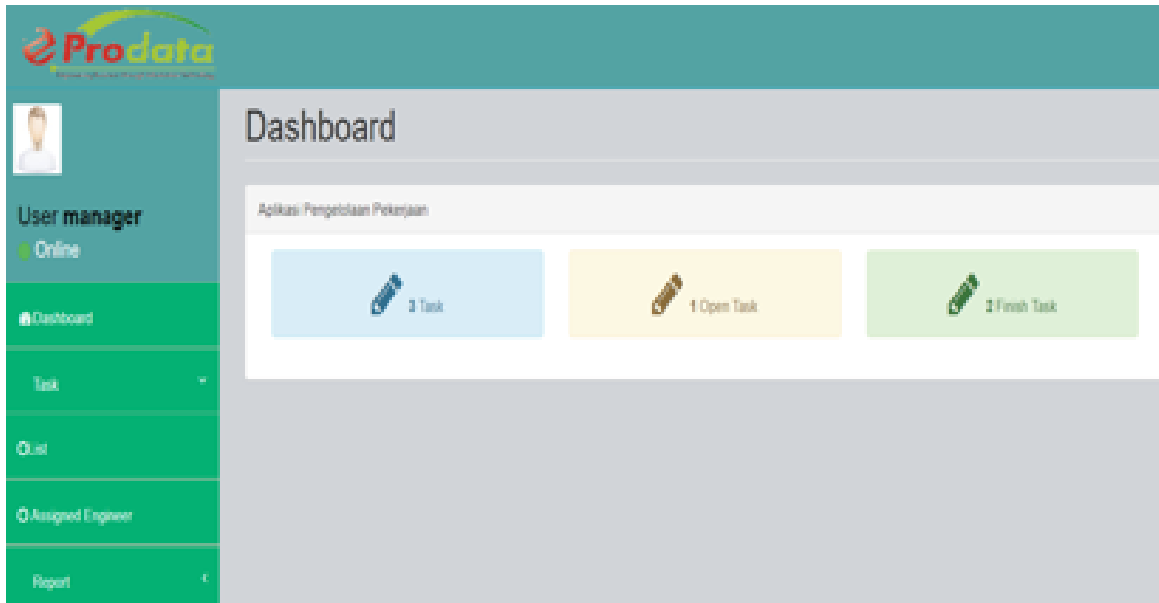 Prodata
Dashboard
User manager
Online
Aplikasi Pengelolaan Pekerjaan
3 Task
1 Open Task
2 Finish Task
Dashboard
Task
List
Assigned Engineer
Report